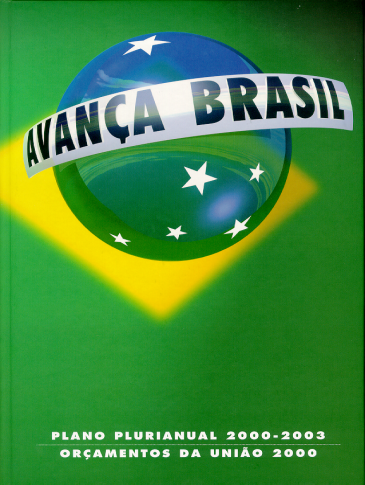 AVANÇA BRASIL
PLANO PLURIANUAL 2000-2003
ORÇAMENTOS DA UNIÃO 2000